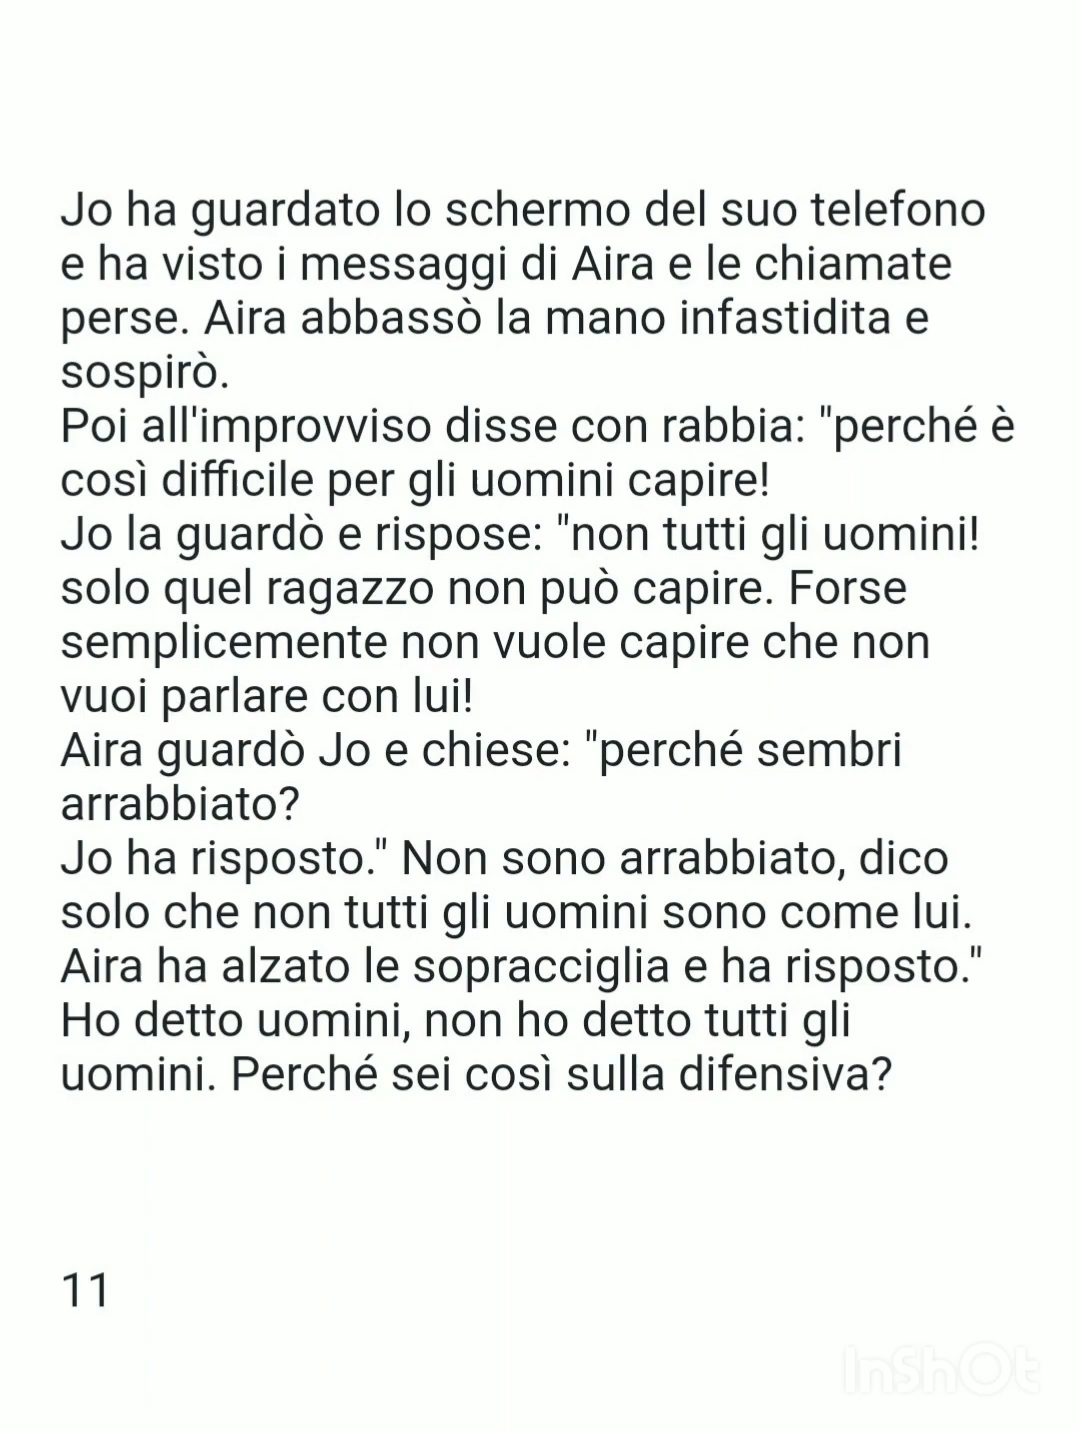 Jo ha guardato lo schermo del suo telefono
e ha visto i messaggi di Aira e le chiamate
perse. Aira abbassò la mano infastidita e
sospirò.
Poi all'improvviso disse con rabbia: "perché è
così difficile per gli uomini capire!
Jo la guardò e rispose: "non tutti gli uomini!
solo quel ragazzo non può capire. Forse
semplicemente non vuole capire che non
vuoi parlare con lui!
Aira guardò Jo e chiese: "perché sembri
arrabbiato?
Jo ha risposto." Non sono arrabbiato, dico
solo che non tutti gli uomini sono come lui.
Aira ha alzato le sopracciglia e ha risposto."
Ho detto uomini, non ho detto tutti gli
uomini. Perché sei così sulla difensiva?
11
InShOt